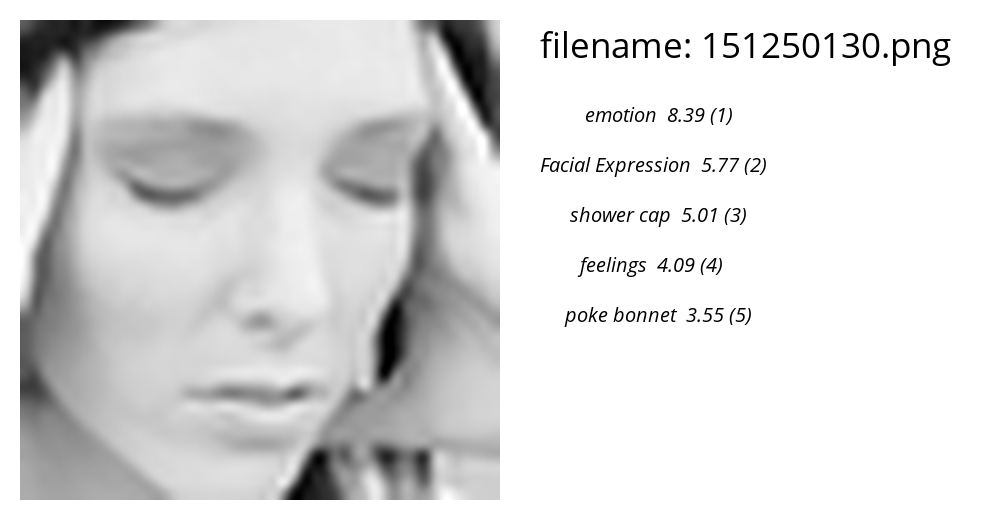 filename: 151250130.png
emotion 8.39 (1)
Facial Expression 5.77 (2)
shower cap 5.01 (3)
feelings 4.09 (4)
poke bonnet 3.55 (5)